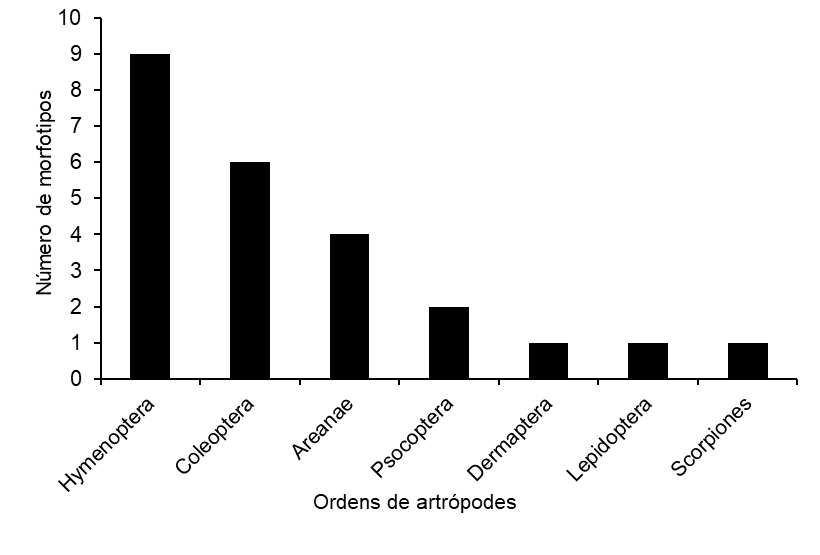 10
9
8
7
6
5
4
3
2
1
0
Número de morfotipos
Hymenoptera
Coleoptera
Areanae
Psocoptera
Dermaptera
Lepidoptera
Scorpiones
Ordens de artrópodes